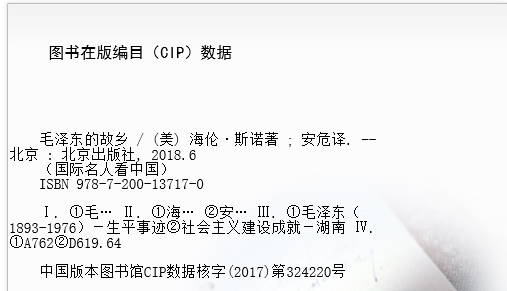 图书在版编目（CIP）数据
毛泽东的故乡 / (美) 海伦·斯诺著 ; 安危译. --
北京 : 北京出版社, 2018.6
（国际名人看中国）
ISBN 978-7-200-13717-0
Ⅰ. ①毛… Ⅱ. ①海… ②安… Ⅲ. ①毛泽东（
1893-1976）－生平事迹②社会主义建设成就－湖南 Ⅳ.
①A762②D619.64
中国版本图书馆CIP数据核字(2017)第324220号